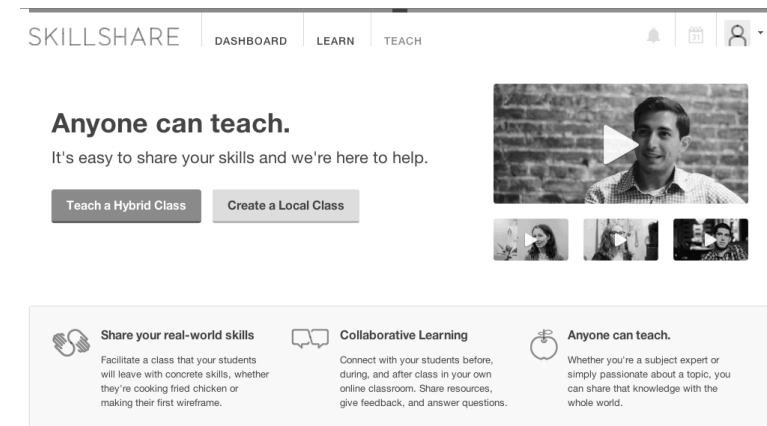 SKILLSHARE
DASHBOARD
LEARN
TEACH
31
Anyone can teach.
It's easy to share your skills and we're here to help.
Teach a Hybrid Class
Create a Local Class
Share your real-world skills
Facilitate a class that your students
will leave with concrete skills, whether
they're cooking fried chicken or
making their first wireframe.
Collaborative Learning
Connect with your students before,
during, and after class in your own
online classroom. Share resources,
give feedback, and answer questions.
Anyone can teach.
Whether you're a subject expert or
simply passionate about a topic, you
can share that knowledge with the
whole world.